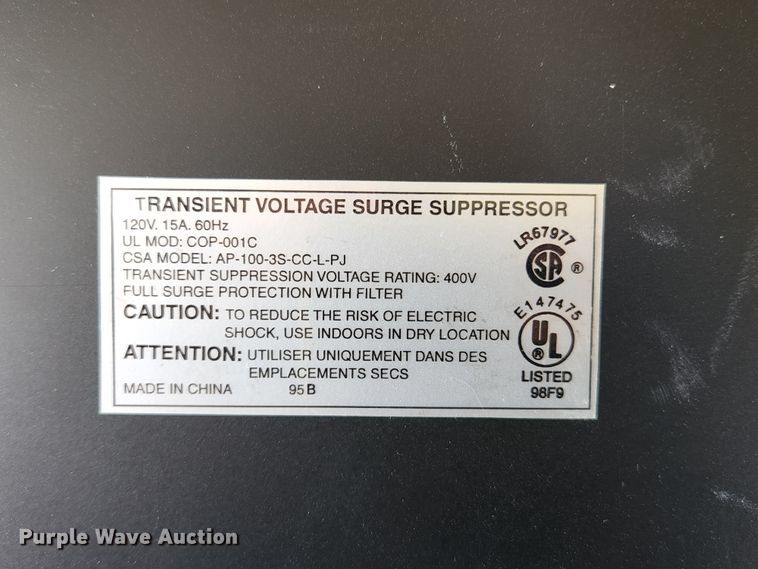 TRANSIENT VOLTAGE SURGE SUPPRESSOR
120V. 15A. 60Hz
UL MOD: COP-001C
CSA MODEL: AP-100-3S-CC-L-PJ
TRANSIENT SUPPRESSION VOLTAGE RATING: 400V
FULL SURGE PROTECTION WITH FILTER
CAUTION: TO REDUCE THE RISK OF ELECTRIC
SHOCK, USE INDOORS IN DRY LOCATION
ATTENTION: UTILISER UNIQUEMENT DANS DES
EMPLACEMENTS SECS
MADE IN CHINA 95B
LR67977
SA ®
E147475
UL ®
LISTED
98F9
Purple Wave Auction